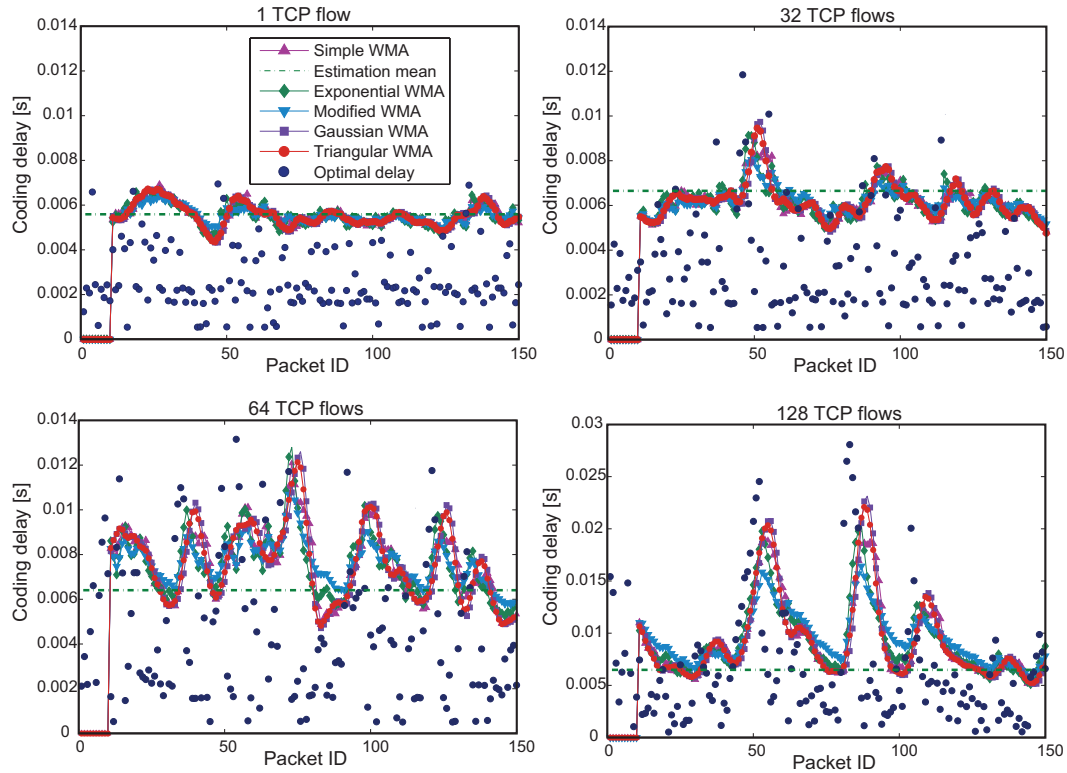 1 TCP flow
0.014
0.012
0.01
0.008
0.006
0.004
0.002
0
Coding delay [s]
0
50
100
150
Packet ID
Simple WMA
Estimation mean
Exponential WMA
Modified WMA
Gaussian WMA
Triangular WMA
Optimal delay
32 TCP flows
0.014
0.012
0.01
0.008
0.006
0.004
0.002
0
Coding delay [s]
0
50
100
150
Packet ID
64 TCP flows
0.014
0.012
0.01
0.008
0.006
0.004
0.002
0
Coding delay [s]
0
50
100
150
Packet ID
128 TCP flows
0.03
0.025
0.02
0.015
0.01
0.005
0
Coding delay [s]
0
50
100
150
Packet ID